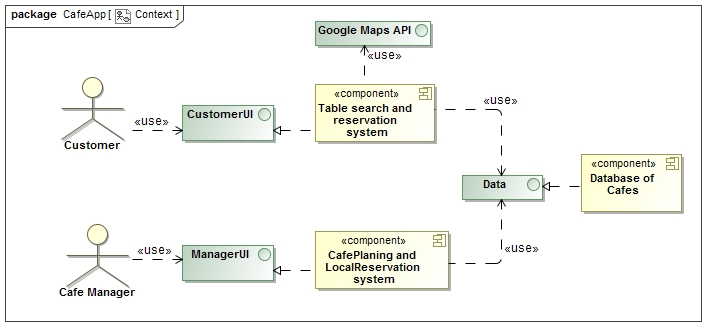 package CafeApp [ Context ]
Google Maps API
«use»
«component»
Table search and
reservation
system
«use»
CustomerUI
«use»
Customer
«component»
Database of
Cafes
Data
«use»
«component»
CafePlaning and
LocalReservation
system
ManagerUI
«use»
Cafe Manager